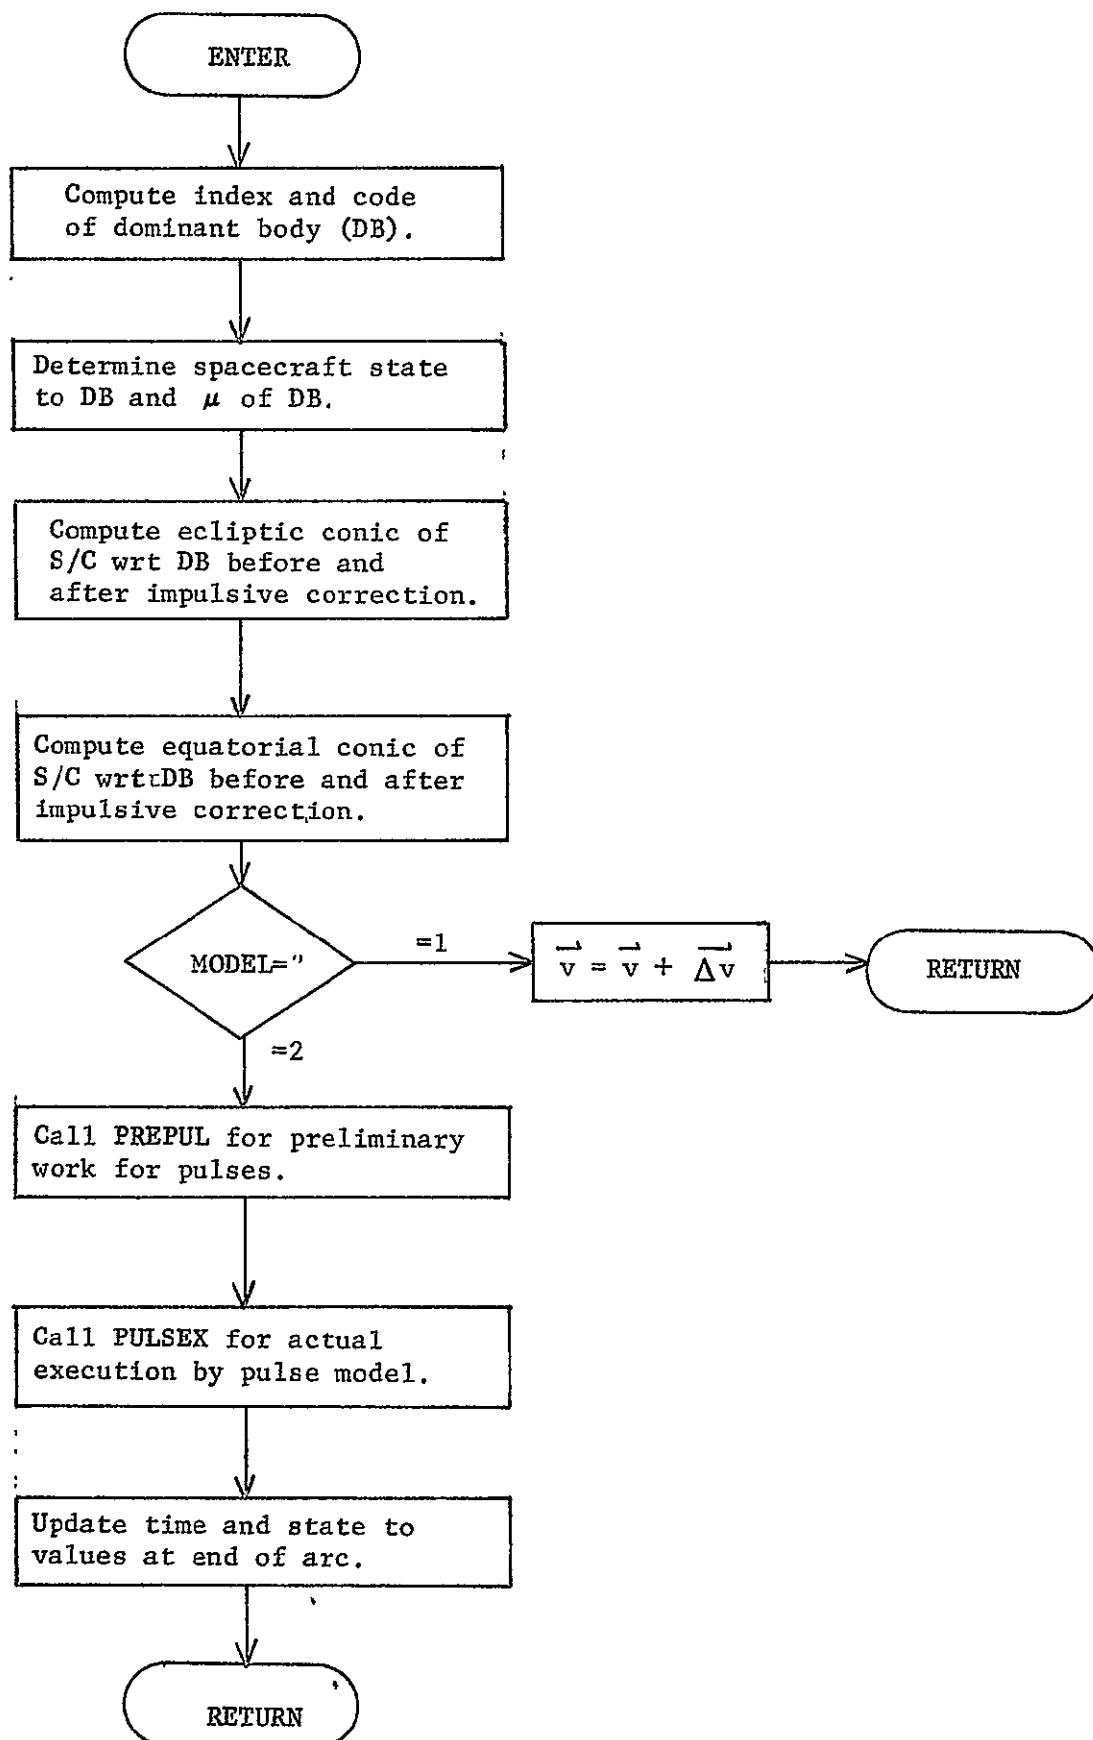 ENTER
Compute index and code
of dominant body (DB).
Determine spacecraft state
to DB and μ of DB.
Compute ecliptic conic of
S/C wrt DB before and
after impulsive correction.
Compute equatorial conic of
S/C wrttDB before and after
impulsive correction.
MODEL="
=1
v = v + Δv
RETURN
=2
Call PREPUL for preliminary
work for pulses.
Call PULSEX for actual
execution by pulse model.
Update time and state to
values at end of arc.
RETURN